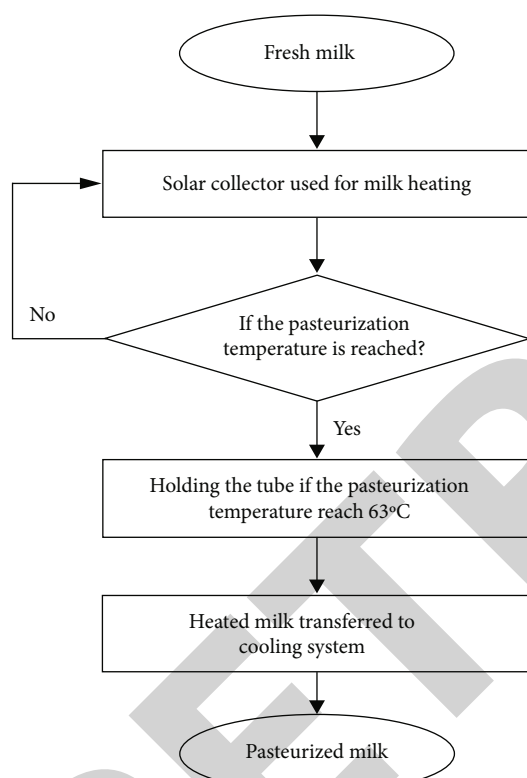 Fresh milk
Solar collector used for milk heating
No
If the pasteurization
temperature is reached?
Yes
Holding the tube if the pasteurization
temperature reach 63ºC
Heated milk transferred to
cooling system
Pasteurized milk